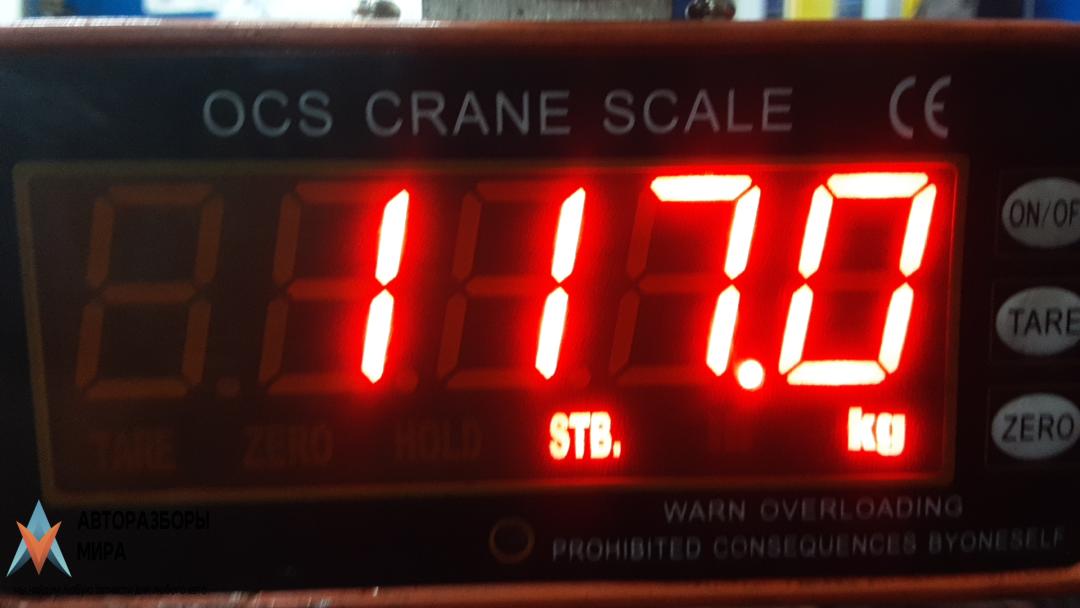 OCS CRANE SCALE CE
117.0
TARE ZERO HOLD STB. kg
ON/OF
TARE
ZERO
WARN OVERLOADING
PROHIBITED CONSEQUENCES BYONESELF
АВТОРАЗБОРЫ
МИРА